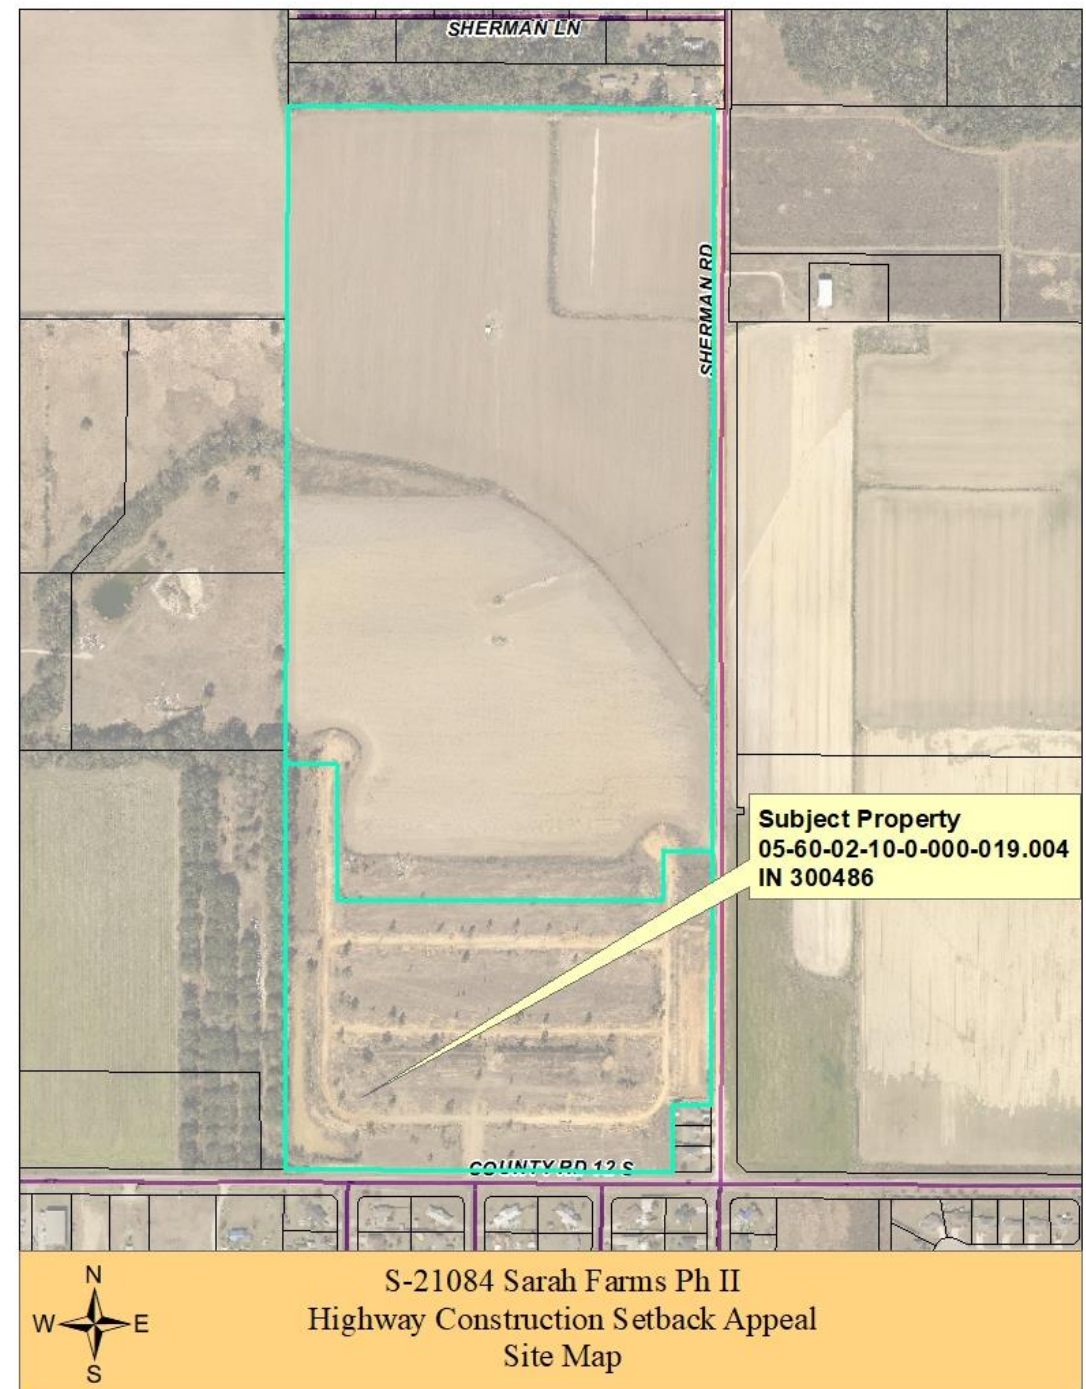 SHERMAN LN
SHERMAN RD
Subject Property
05-60-02-10-0-000-019.004
IN 300486
COUNTY RD 12 S
N
W
E
S
S-21084 Sarah Farms Ph II
Highway Construction Setback Appeal
Site Map